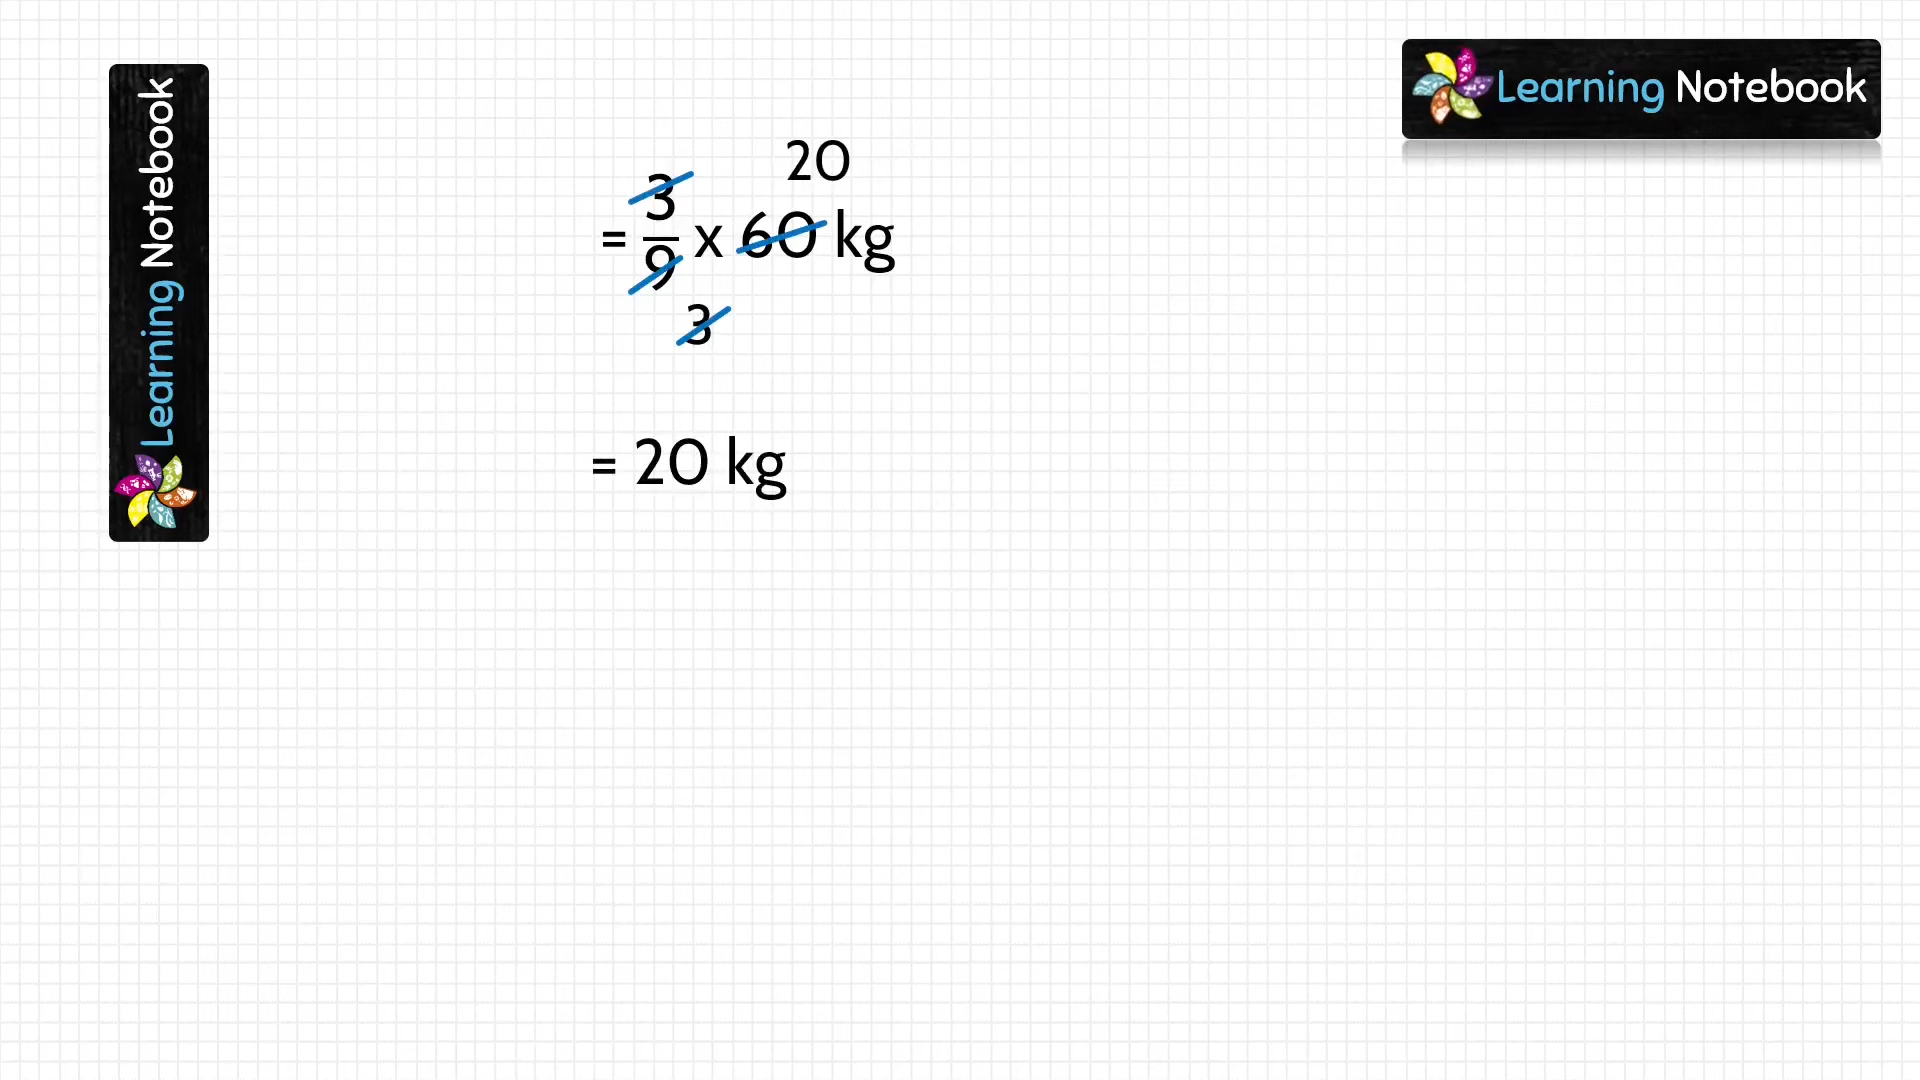 Learning Notebook
Learning Notebook
20
= 3/9 x 60 kg
3
= 20 kg